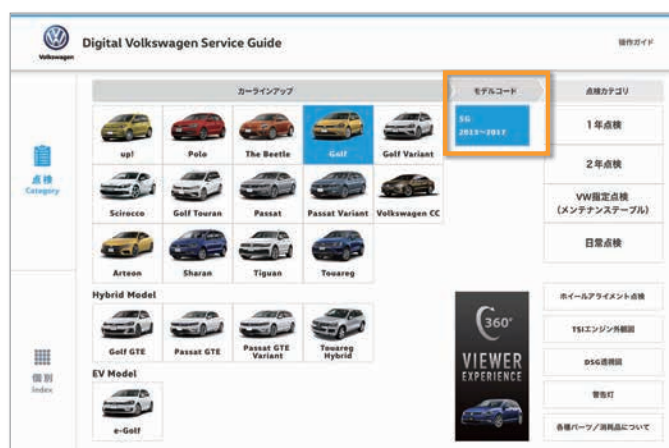 Volkswagen
Digital Volkswagen Service Guide
操作ガイド
カーラインアップ
モデルコード
点検カテゴリ
点検
Category
個別
Index
up!
Polo
The Beetle
Golf
Golf Variant
Scirocco
Golf Touran
Passat
Passat Variant
Volkswagen CC
Arteon
Sharan
Tiguan
Touareg
Hybrid Model
Golf GTE
Passat GTE
Passat GTE
Variant
Touareg
Hybrid
EV Model
e-Golf
5G
2013〜2017
360°
VIEWER
EXPERIENCE
1年点検
2年点検
VW指定点検
(メンテナンステーブル)
日常点検
ホイールアライメント点検
TSIエンジン外観図
DSG透視図
警告灯
各種パーツ/消耗品について